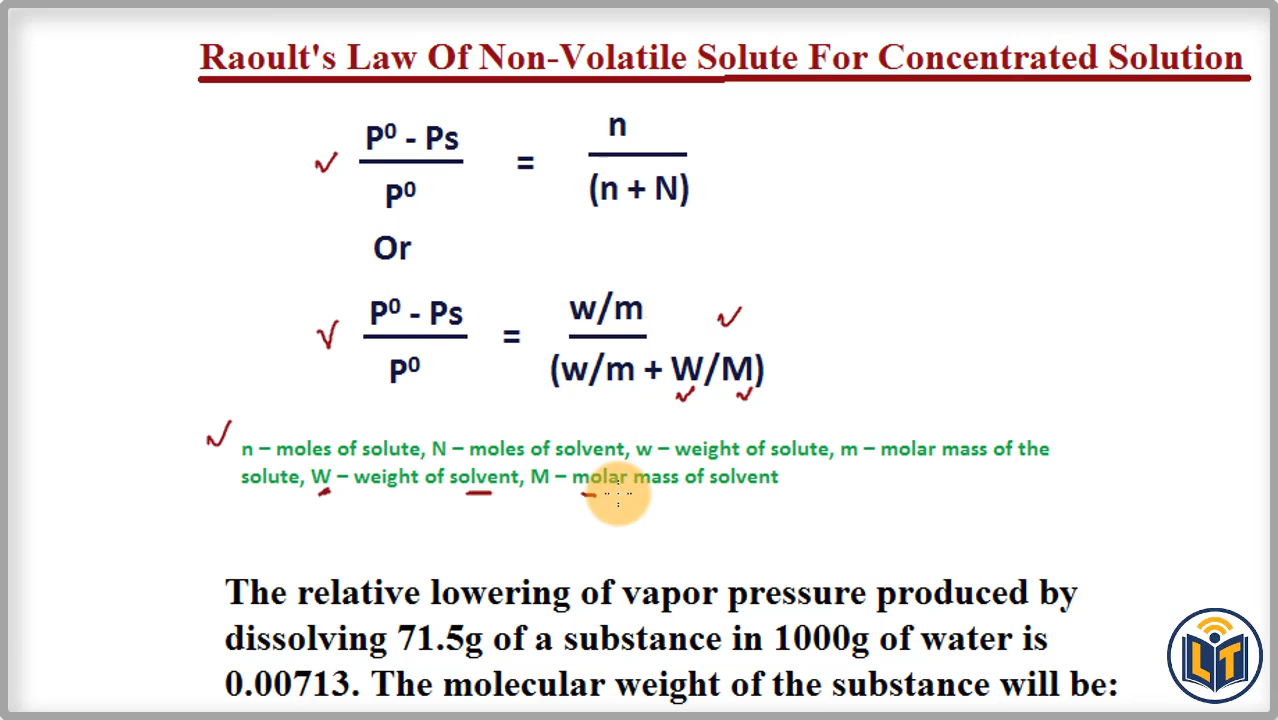 Raoult's Law Of Non-Volatile Solute For Concentrated Solution
P⁰ - Ps
n
=
P⁰
(n + N)
Or
P⁰ - Ps
w/m
=
P⁰
(w/m + W/M)
n – moles of solute, N – moles of solvent, w – weight of solute, m – molar mass of the
solute, W – weight of solvent, M – molar mass of solvent
The relative lowering of vapor pressure produced by
dissolving 71.5g of a substance in 1000g of water is
0.00713. The molecular weight of the substance will be:
LT